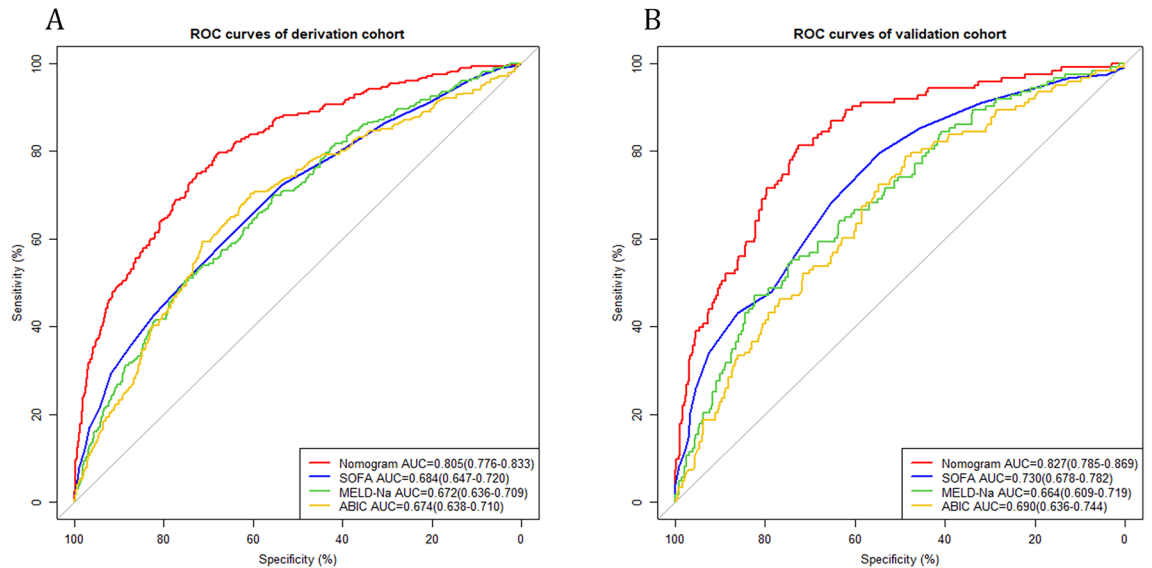 A
ROC curves of derivation cohort
Sensitivity (%)
100
80
60
40
20
0
Nomogram AUC=0.805(0.776-0.833)
SOFA AUC=0.684(0.647-0.720)
MELD-Na AUC=0.672(0.636-0.709)
ABIC AUC=0.674(0.638-0.710)
100 80 60 40 20 0
Specificity (%)
B
ROC curves of validation cohort
Sensitivity (%)
100
80
60
40
20
0
Nomogram AUC=0.827(0.785-0.869)
SOFA AUC=0.730(0.678-0.782)
MELD-Na AUC=0.664(0.609-0.719)
ABIC AUC=0.690(0.636-0.744)
100 80 60 40 20 0
Specificity (%)